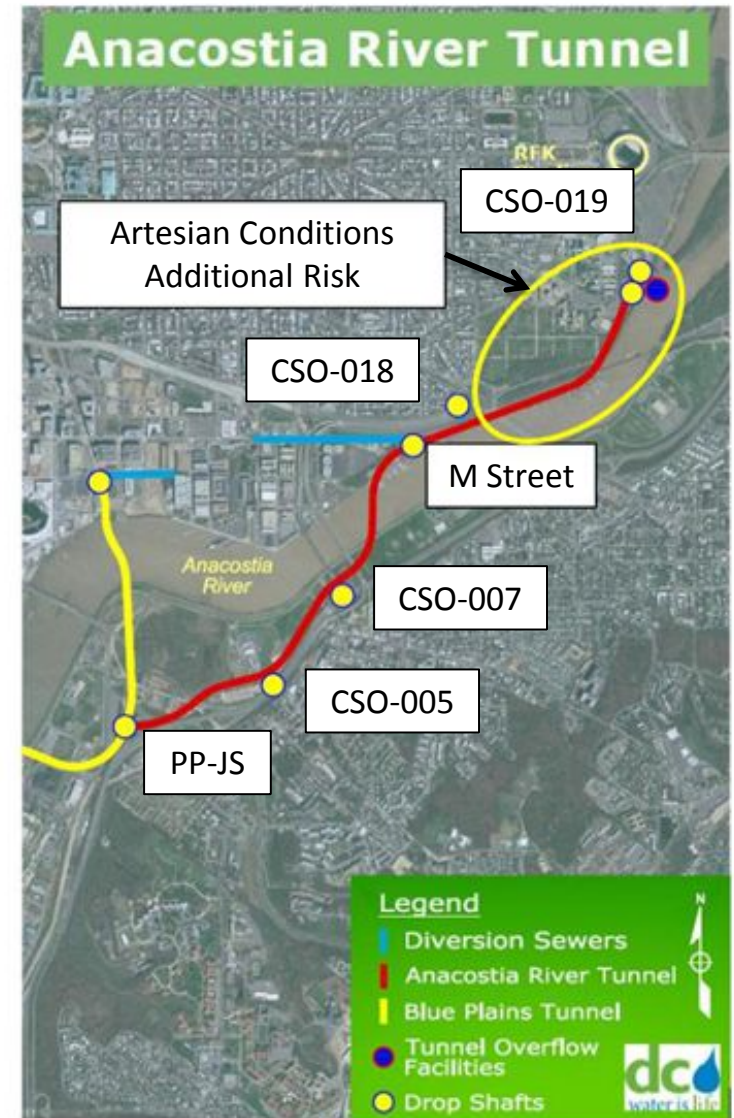 Anacostia River Tunnel
RFK
CSO-019
Artesian Conditions
Additional Risk
CSO-018
M Street
Anacostia
River
CSO-007
CSO-005
PP-JS
Legend
N
Diversion Sewers
Anacostia River Tunnel
Blue Plains Tunnel
Tunnel Overflow
Facilities
Drop Shafts
dc
water is life